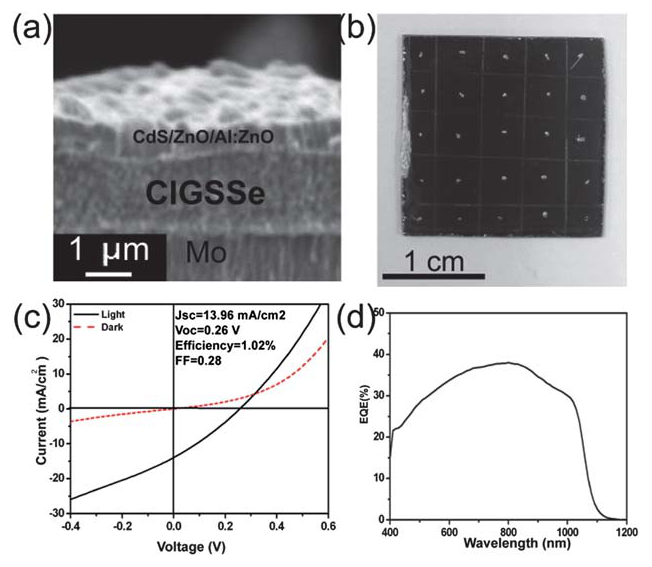 (a)
CdS/ZnO/Al:ZnO
CIGSSe
1 μm
Mo
(b)
1 cm
(c)
Light
Dark
Jsc=13.96 mA/cm2
Voc=0.26 V
Efficiency=1.02%
FF=0.28
30
20
10
0
-10
-20
-30
Current (mA/cm²)
-0.4
-0.2
0.0
0.2
0.4
0.6
Voltage (V)
(d)
50
40
30
20
10
0
EQE(%)
400
600
800
1000
1200
Wavelength (nm)